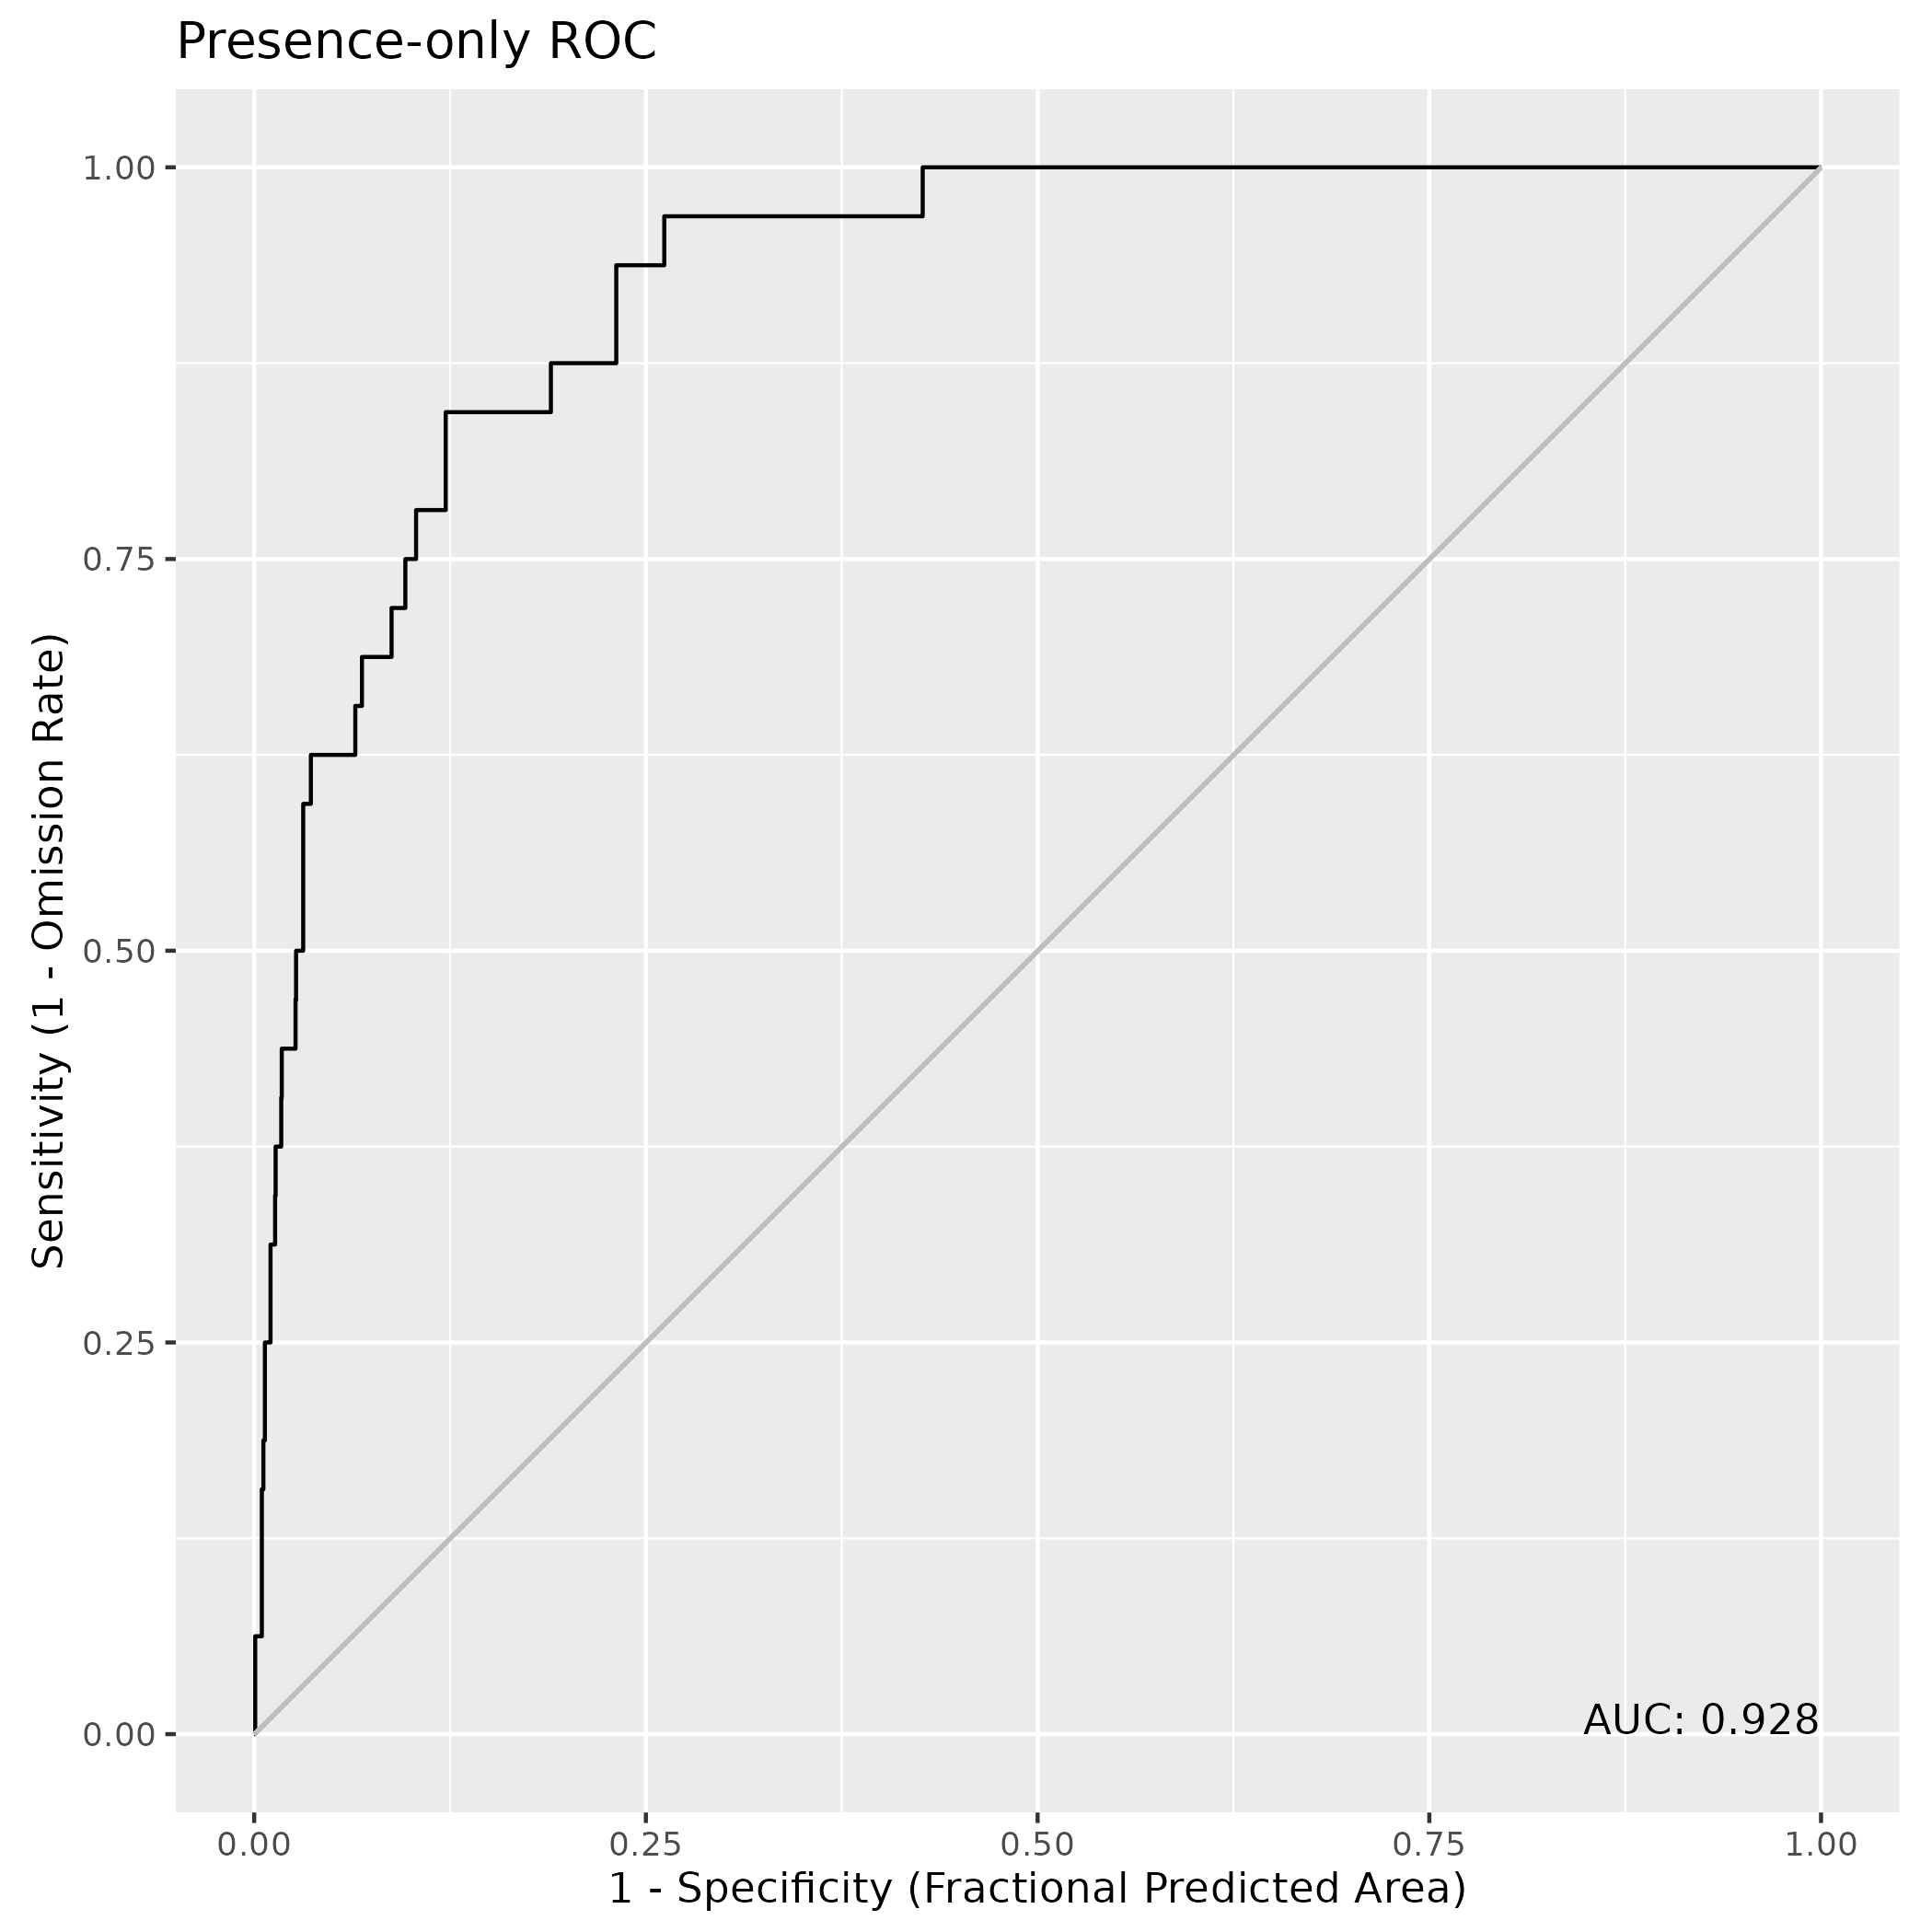 Presence-only ROC
1.00
0.75
0.50
0.25
0.00
Sensitivity (1 - Omission Rate)
AUC: 0.928
0.00
0.25
0.50
0.75
1.00
1 - Specificity (Fractional Predicted Area)